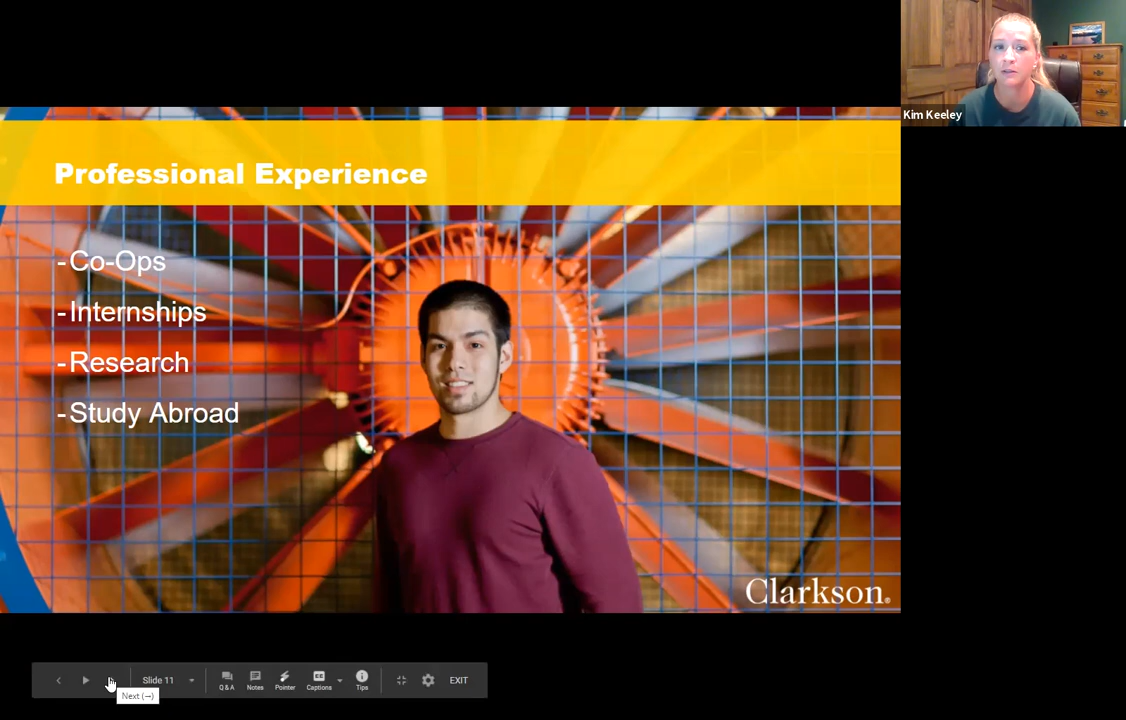 Kim Keeley
Professional Experience
-Co-Ops
-Internships
-Research
-Study Abroad
Clarkson®
Slide 11
Q & A
Notes
Pointer
CC
Captions
Tips
EXIT
Next (→)